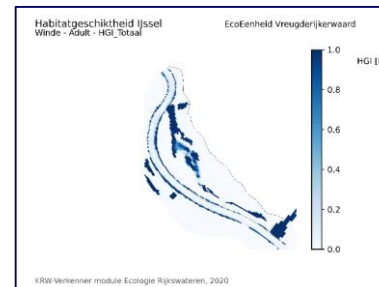 Habitatgeschiktheid IJssel
Winde - Adult - HGI_Totaal
EcoEenheid Vreugderijkerwaard
HGI [
1.0
0.8
0.6
0.4
0.2
0.0
KRW-Verkenner module Ecologie Rijkswateren, 2020